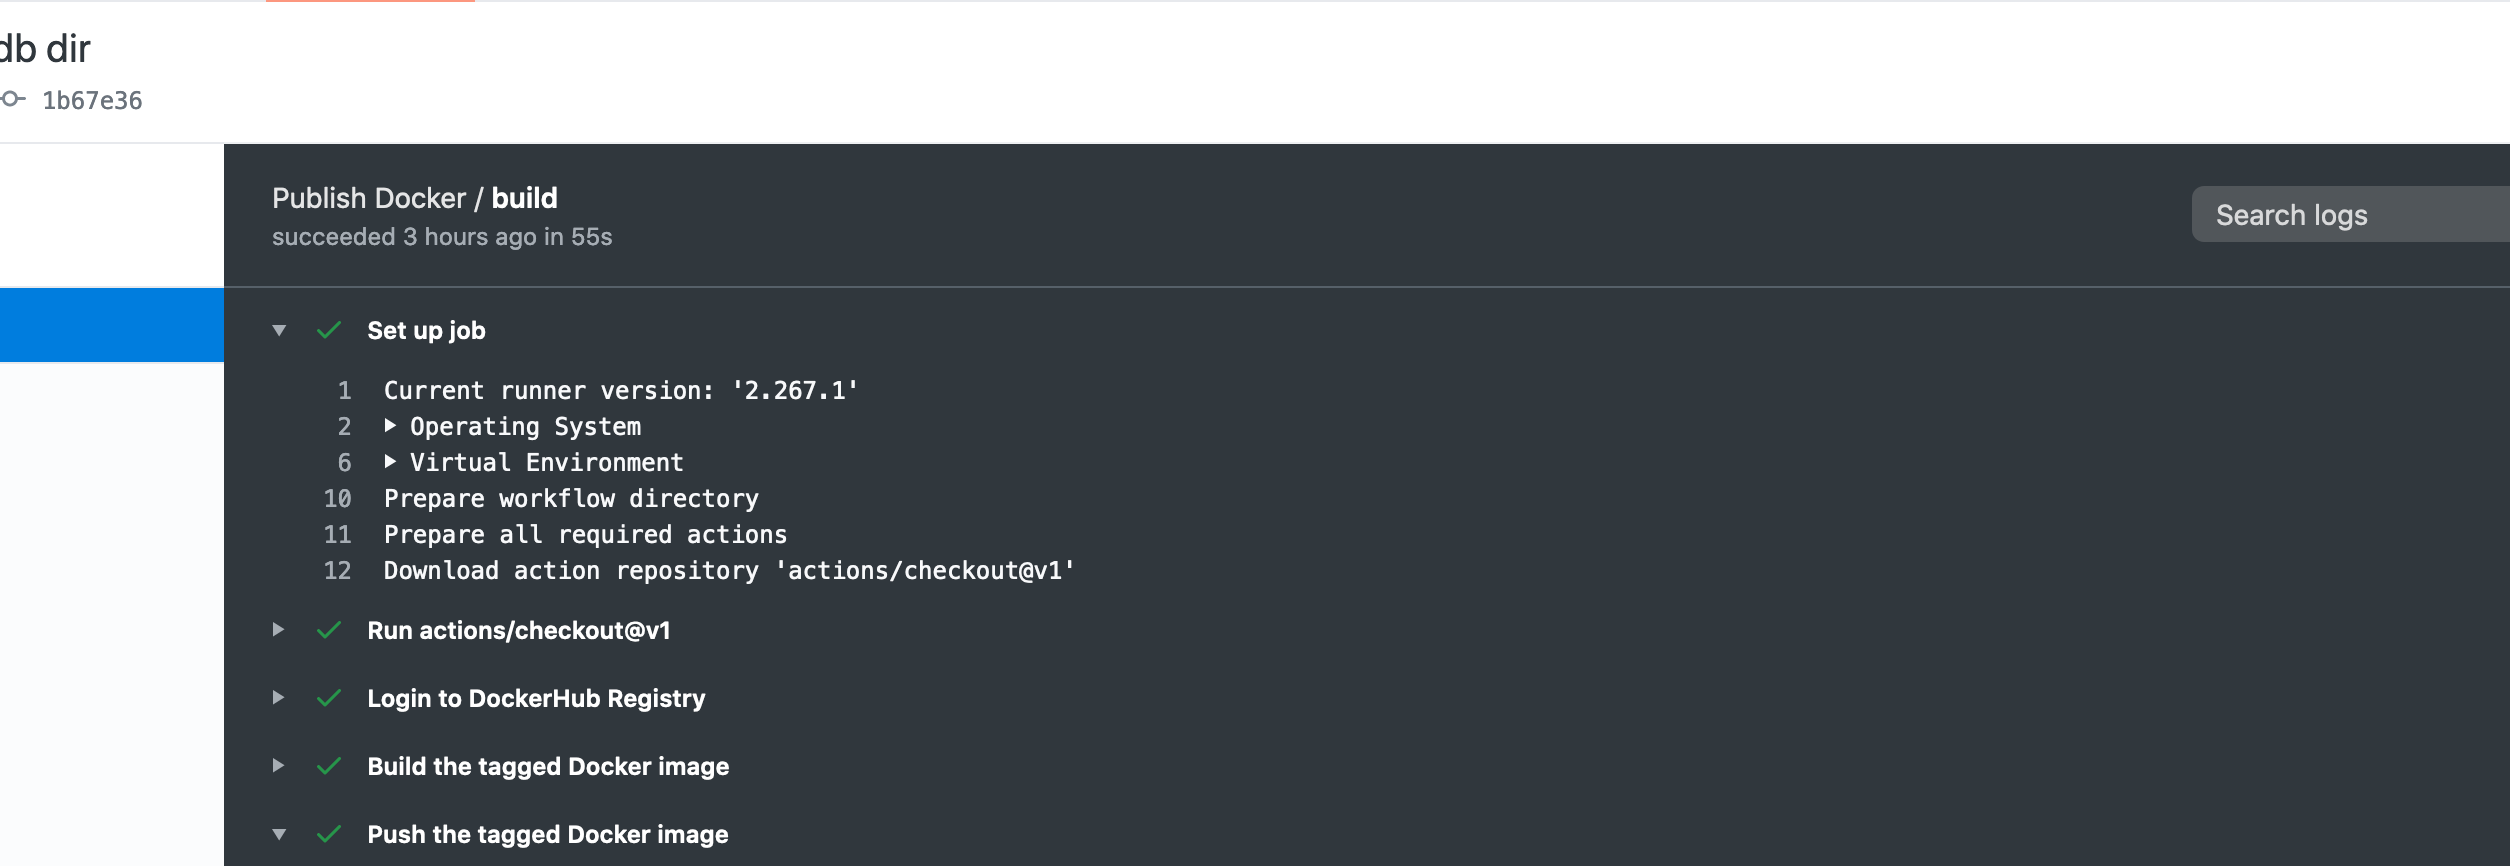 db dir
1b67e36
Publish Docker / build
succeeded 3 hours ago in 55s
Search logs
Set up job
1 Current runner version: '2.267.1'
2 Operating System
6 Virtual Environment
10 Prepare workflow directory
11 Prepare all required actions
12 Download action repository 'actions/checkout@v1'
Run actions/checkout@v1
Login to DockerHub Registry
Build the tagged Docker image
Push the tagged Docker image